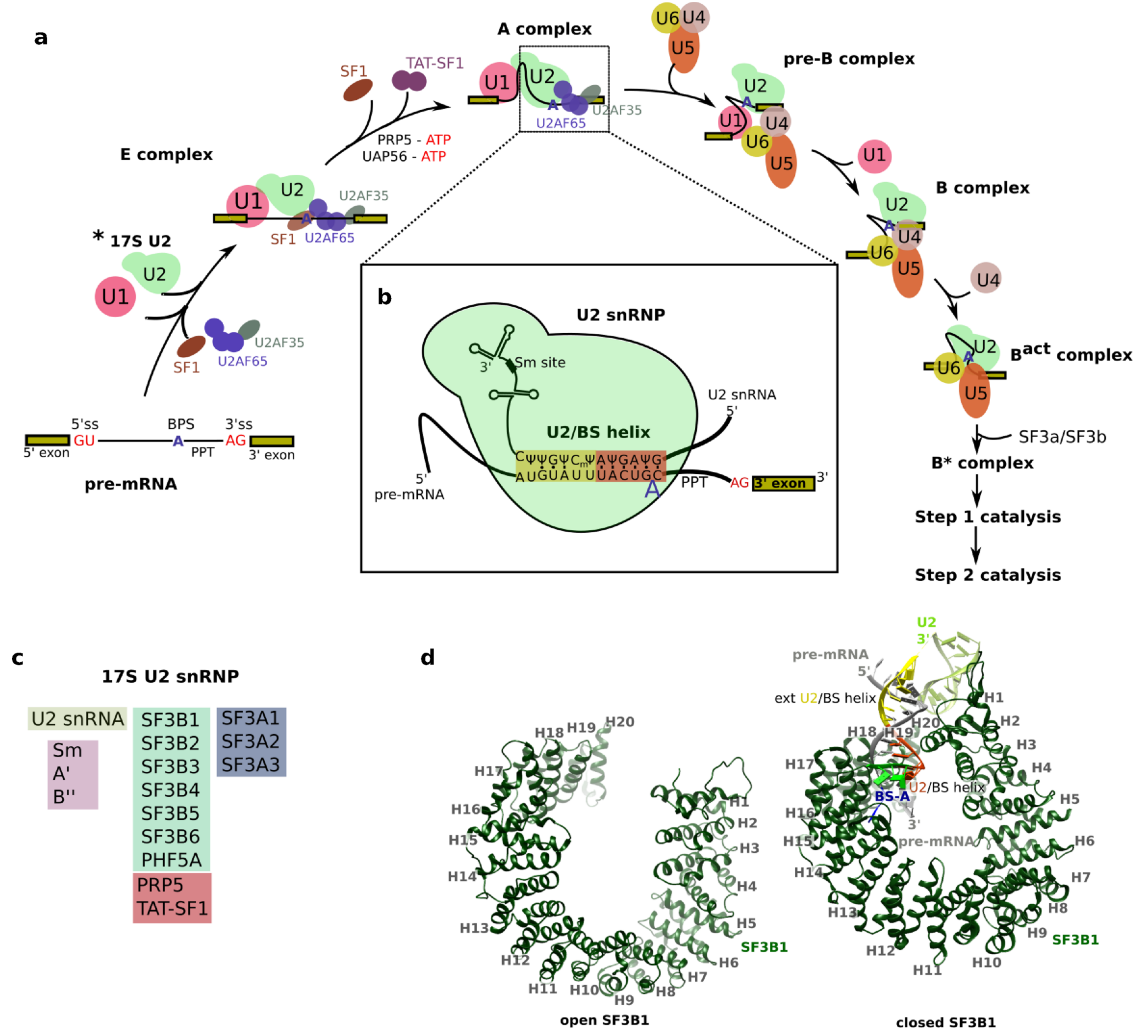 a
5'ss
BPS
3'ss
GU
A
AG
PPT
5' exon
3' exon
pre-mRNA
* 17S U2
U2
U1
SF1
U2AF65
U2AF35
E complex
U1
U2
A
SF1
U2AF65
U2AF35
SF1
TAT-SF1
PRP5 - ATP
UAP56 - ATP
A complex
U1
U2
A
U2AF65
U2AF35
U6
U4
U5
pre-B complex
U2
A
U1
U4
U6
U5
U1
B complex
U2
A
U4
U6
U5
U4
Bact complex
U2
A
U6
U5
SF3a/SF3b
B* complex
Step 1 catalysis
Step 2 catalysis
b
U2 snRNP
3'
Sm site
U2 snRNA
5'
U2/BS helix
CΨΨGΨCmΨAΨGAΨG
AUGUAUUUACUGC
A
5'
pre-mRNA
PPT
AG
3' exon
3'
c
17S U2 snRNP
U2 snRNA
Sm
A'
B''
SF3B1
SF3B2
SF3B3
SF3B4
SF3B5
SF3B6
PHF5A
PRP5
TAT-SF1
SF3A1
SF3A2
SF3A3
d
H20
H19
H18
H17
H16
H15
H14
H13
H12
H11
H10
H9
H8
H7
H6
H5
H4
H3
H2
H1
SF3B1
open SF3B1
U2
3'
pre-mRNA
5'
ext U2/BS helix
H20
H19
H18
H17
H16
H15
H14
H13
H12
H11
H10
H9
H8
H7
H6
H5
H4
H3
H2
H1
U2/BS helix
BS-A
3'
pre-mRNA
SF3B1
closed SF3B1